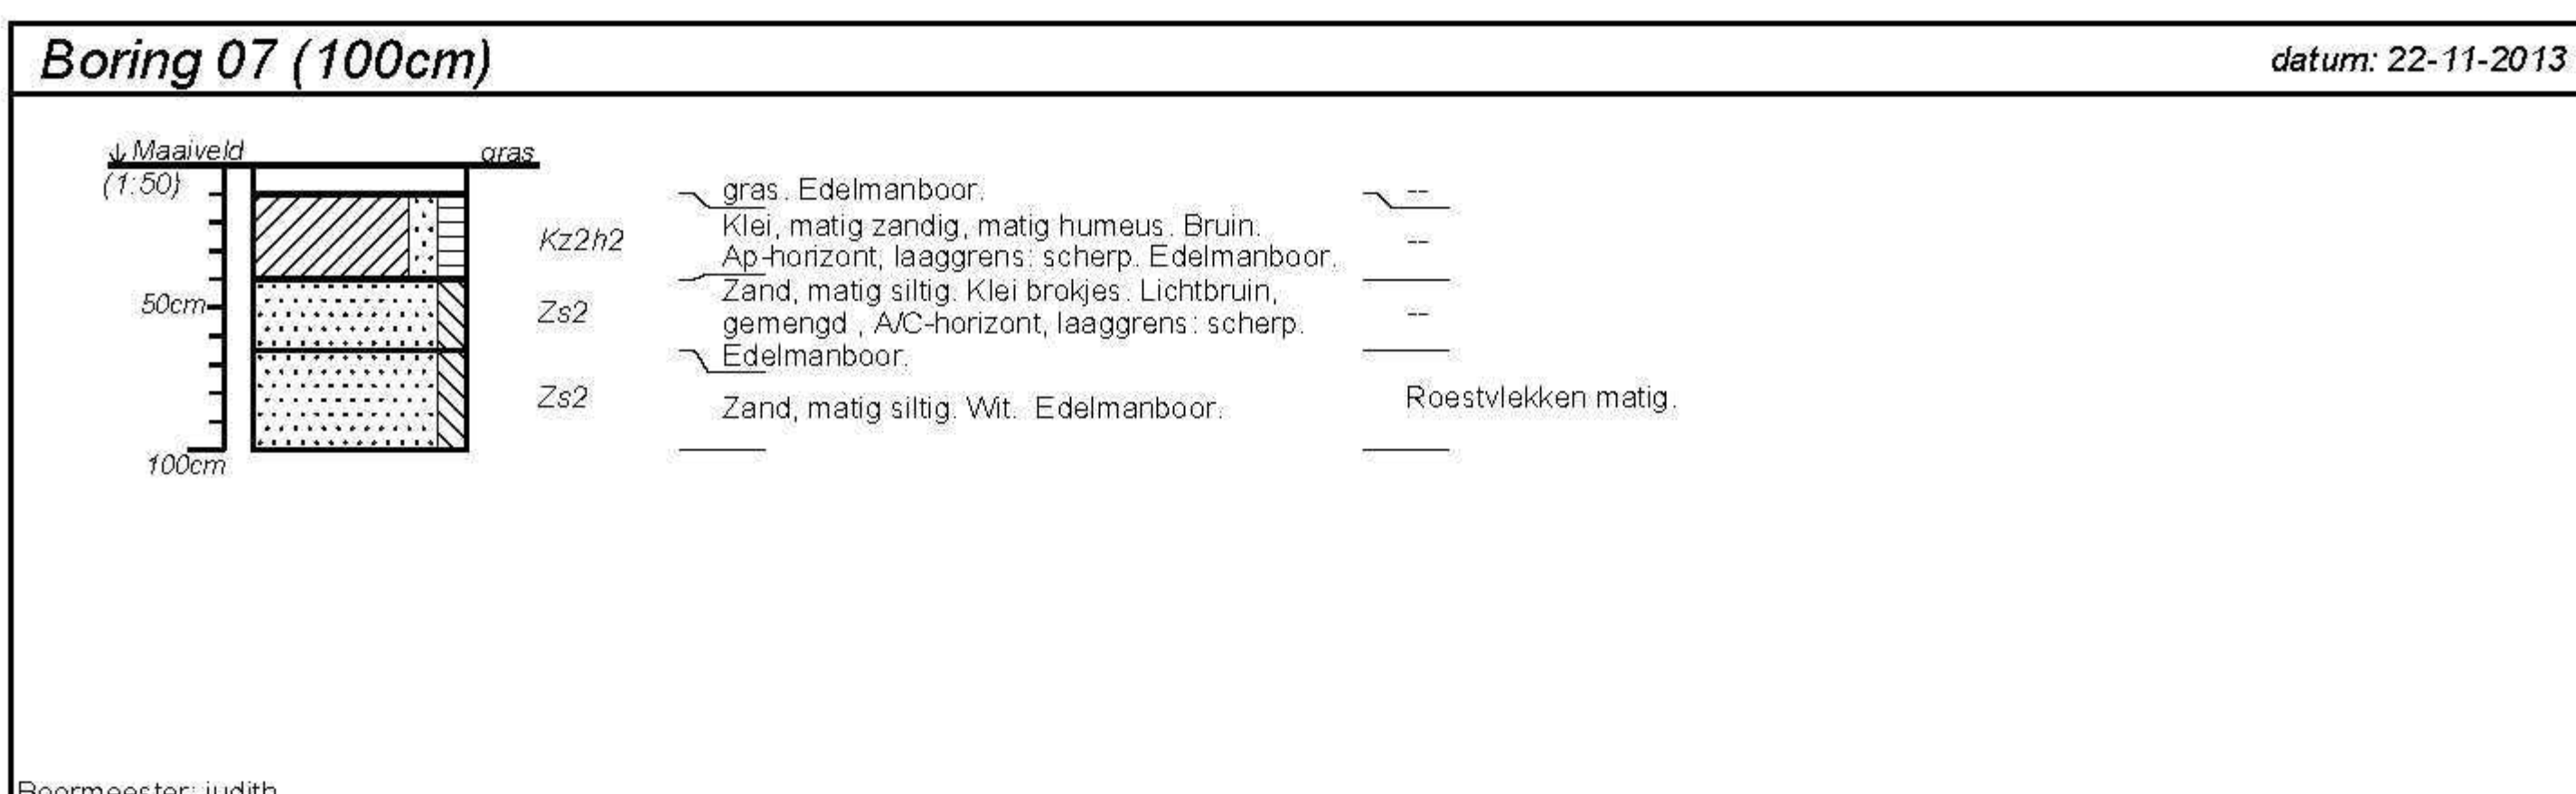 Boring 07 (100cm)
datum: 22-11-2013
↓ Maaiveld
gras
(1:50)
gras. Edelmanboor.
--
Kz2h2
Klei, matig zandig, matig humeus. Bruin.
Ap-horizont, laaggrens: scherp. Edelmanboor.
--
50cm
Zs2
Zand, matig siltig. Klei brokjes. Lichtbruin,
gemengd , A/C-horizont, laaggrens: scherp.
Edelmanboor.
--
Zs2
Zand, matig siltig. Wit. Edelmanboor.
Roestvlekken matig.
100cm
Boormeester: judith